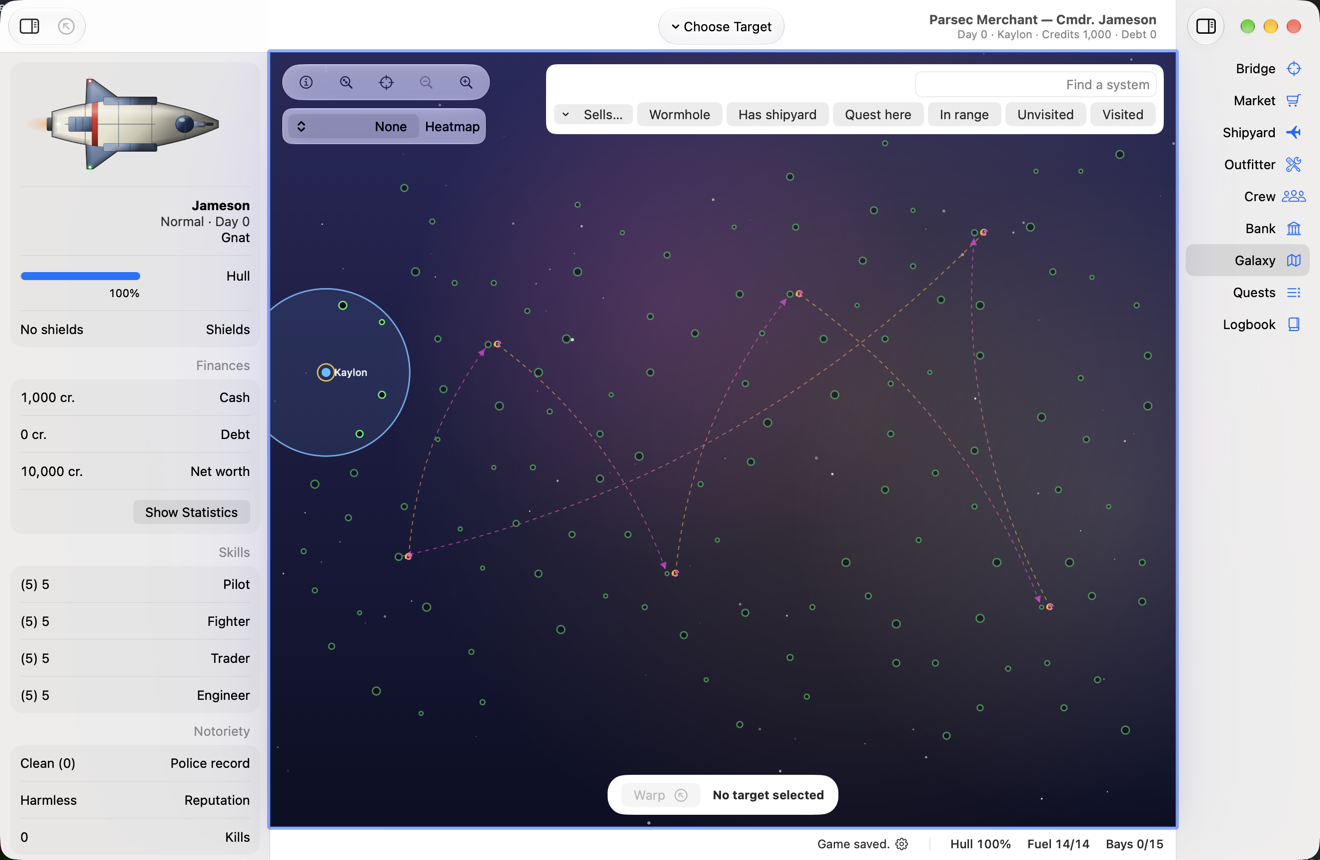 Choose Target
Parsec Merchant — Cmdr. Jameson
Day 0 · Kaylon · Credits 1,000 · Debt 0
Jameson
Normal · Day 0
Gnat
Hull
100%
No shields Shields
Finances
1,000 cr. Cash
0 cr. Debt
10,000 cr. Net worth
Show Statistics
Skills
(5) 5 Pilot
(5) 5 Fighter
(5) 5 Trader
(5) 5 Engineer
Notoriety
Clean (0) Police record
Harmless Reputation
0 Kills
None Heatmap
Find a system
Sells... Wormhole Has shipyard Quest here In range Unvisited Visited
Kaylon
Warp No target selected
Game saved. Hull 100% Fuel 14/14 Bays 0/15
Bridge
Market
Shipyard
Outfitter
Crew
Bank
Galaxy
Quests
Logbook